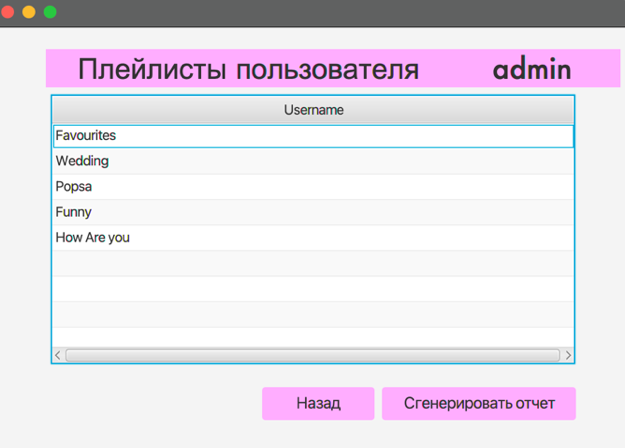 Плейлисты пользователя admin
Username
Favourites
Wedding
Popsa
Funny
How Are you
Назад Сгенерировать отчет